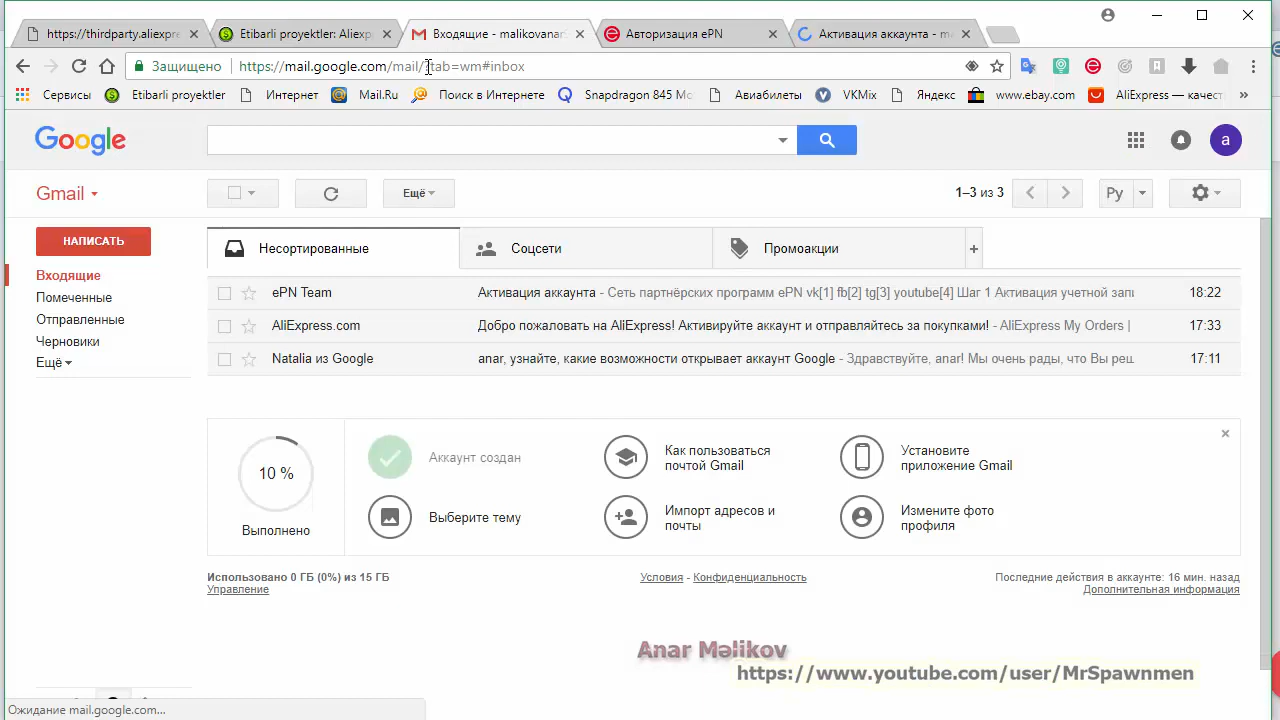 https://thirdparty.aliexpre
Etibarli proyektler: Aliexp
Входящие - malikovanar
Авторизация ePN
Активация аккаунта - ma
Защищено
https://mail.google.com/mail/?tab=wm#inbox
Сервисы
Etibarli proyektler
Интернет
Mail.Ru
Поиск в Интернете
Snapdragon 845 Mo
Авиабилеты
VKMix
Яндекс
www.ebay.com
AliExpress — качест
Google
a
Gmail
Ещё
1–3 из 3
Ру
НАПИСАТЬ
Несортированные
Соцсети
Промоакции
Входящие
Помеченные
Отправленные
Черновики
Ещё
ePN Team Активация аккаунта - Сеть партнёрских программ ePN vk[1] fb[2] tg[3] youtube[4] Шаг 1 Активация учетной запи 18:22
AliExpress.com Добро пожаловать на AliExpress! Активируйте аккаунт и отправляйтесь за покупками! - AliExpress My Orders | 17:33
Natalia из Google anar, узнайте, какие возможности открывает аккаунт Google - Здравствуйте, anar! Мы очень рады, что Вы реш 17:11
10 %
Выполнено
Аккаунт создан
Как пользоваться
почтой Gmail
Установите
приложение Gmail
Выберите тему
Импорт адресов и
почты
Измените фото
профиля
Использовано 0 ГБ (0%) из 15 ГБ
Управление
Условия - Конфиденциальность
Последние действия в аккаунте: 16 мин. назад
Дополнительная информация
Anar Məlikov
https://www.youtube.com/user/MrSpawnmen
Ожидание mail.google.com...